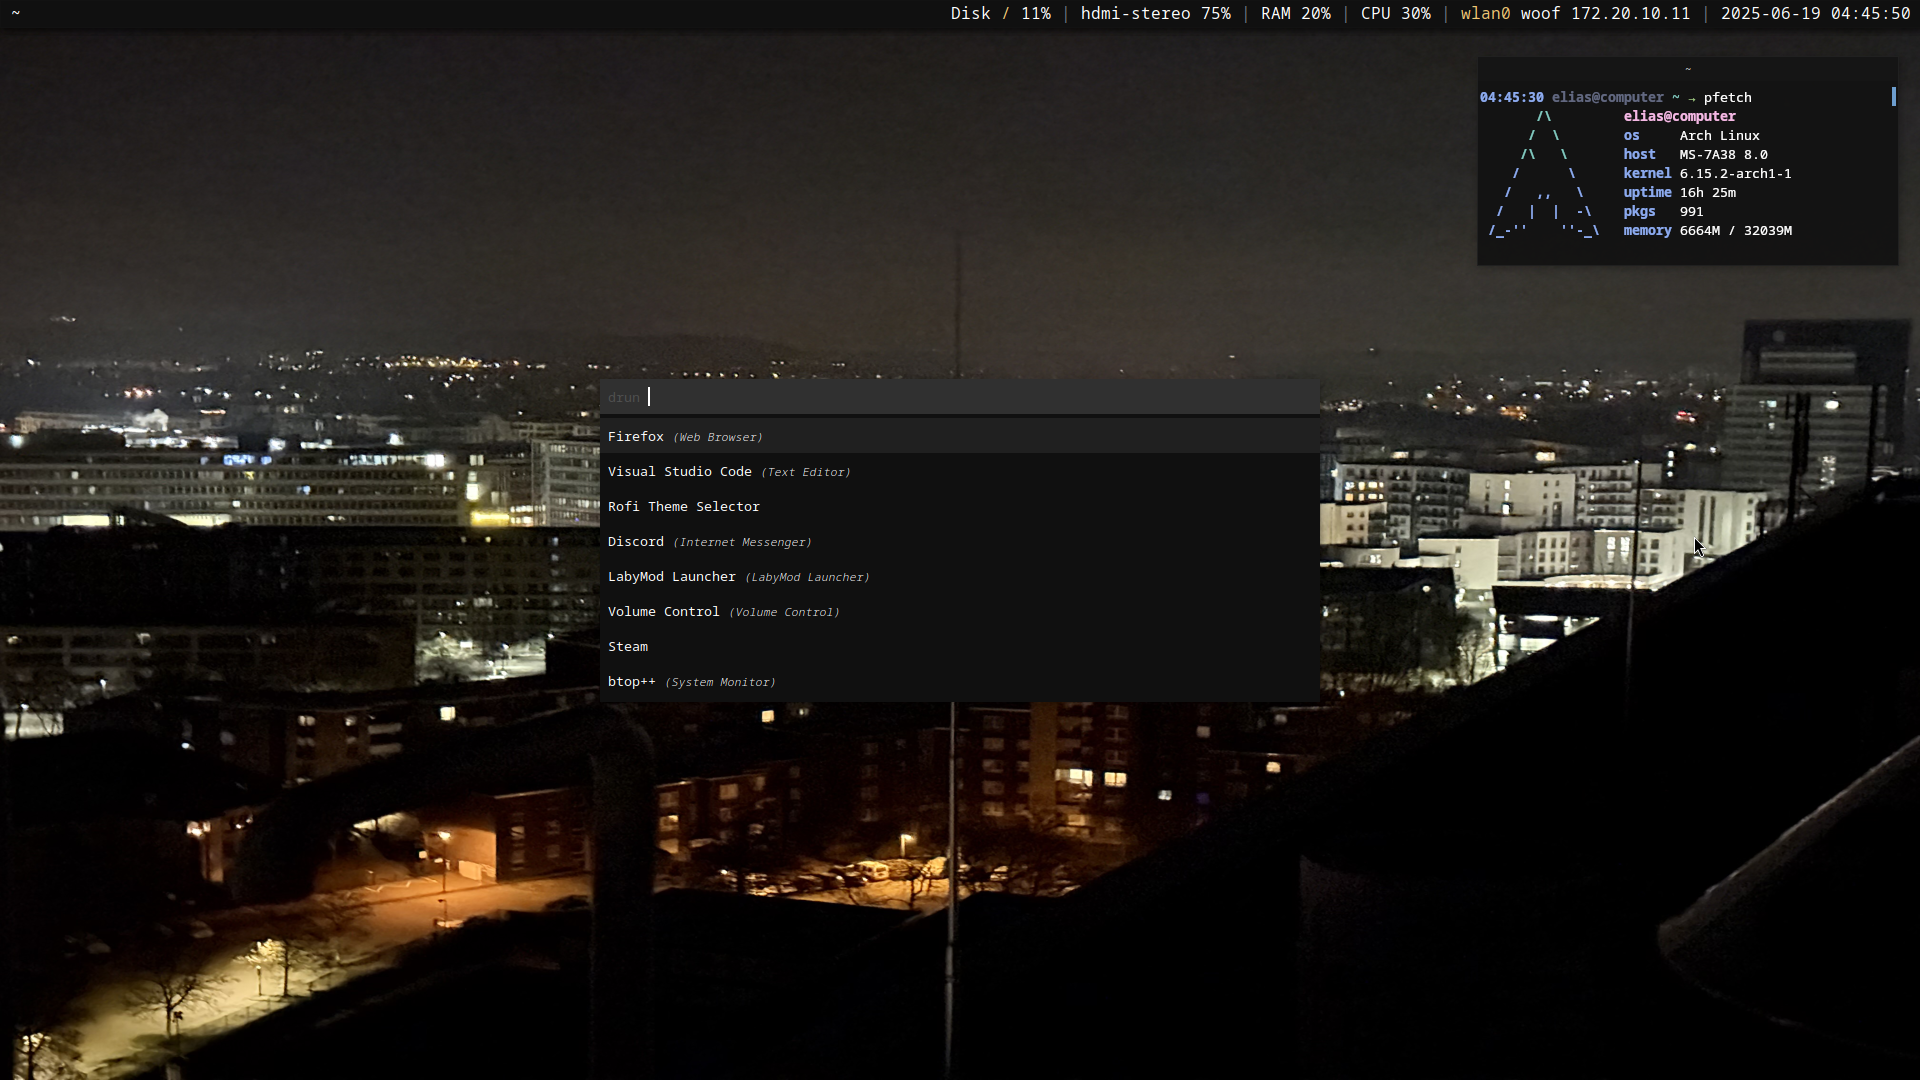 ~
Disk / 11% | hdmi-stereo 75% | RAM 20% | CPU 30% | wlan0 woof 172.20.10.11 | 2025-06-19 04:45:50
~
04:45:30 elias@computer ~ → pfetch
elias@computer
os Arch Linux
host MS-7A38 8.0
kernel 6.15.2-arch1-1
uptime 16h 25m
pkgs 991
memory 6664M / 32039M
drun
Firefox (Web Browser)
Visual Studio Code (Text Editor)
Rofi Theme Selector
Discord (Internet Messenger)
LabyMod Launcher (LabyMod Launcher)
Volume Control (Volume Control)
Steam
btop++ (System Monitor)